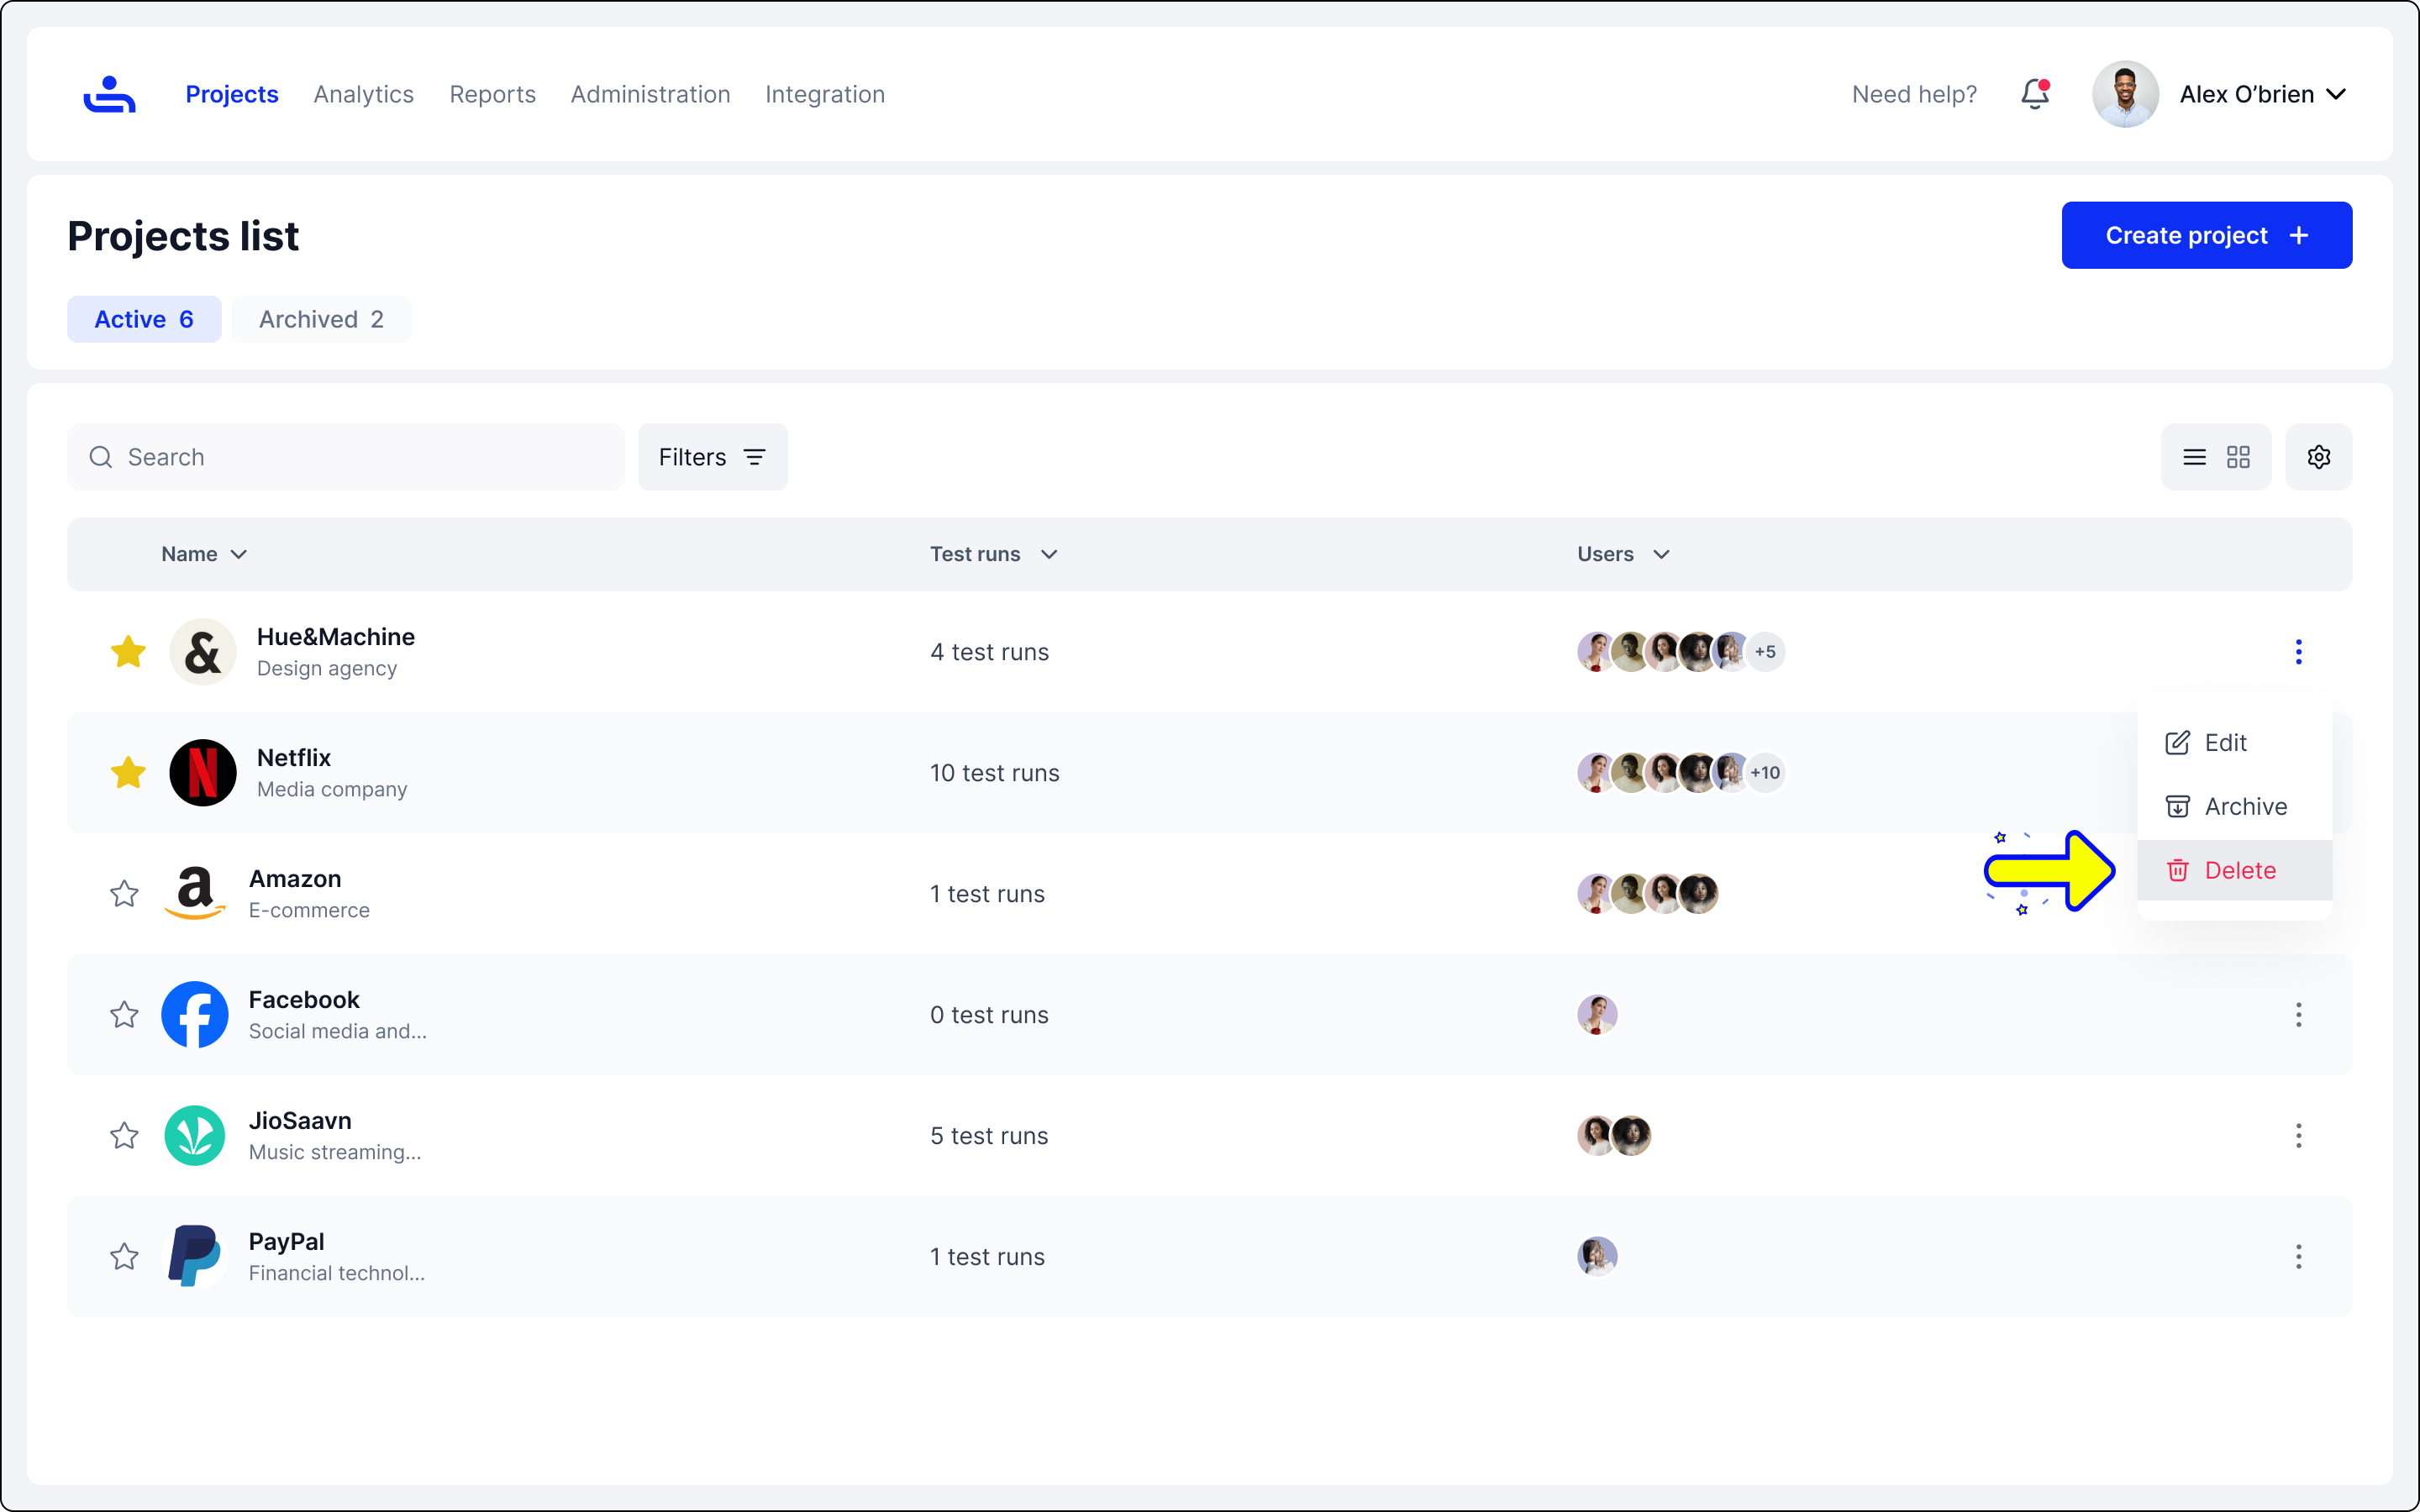 Projects Analytics Reports Administration Integration Need help? Alex O’brien
Projects list
Create project
Active 6 Archived 2
Search Filters
Name Test runs Users
& Hue&Machine
Design agency
4 test runs
+5
N Netflix
Media company
10 test runs
+10
Edit
Archive
Delete
a Amazon
E-commerce
1 test runs
f Facebook
Social media and...
0 test runs
JioSaavn
Music streaming...
5 test runs
P PayPal
Financial technol...
1 test runs